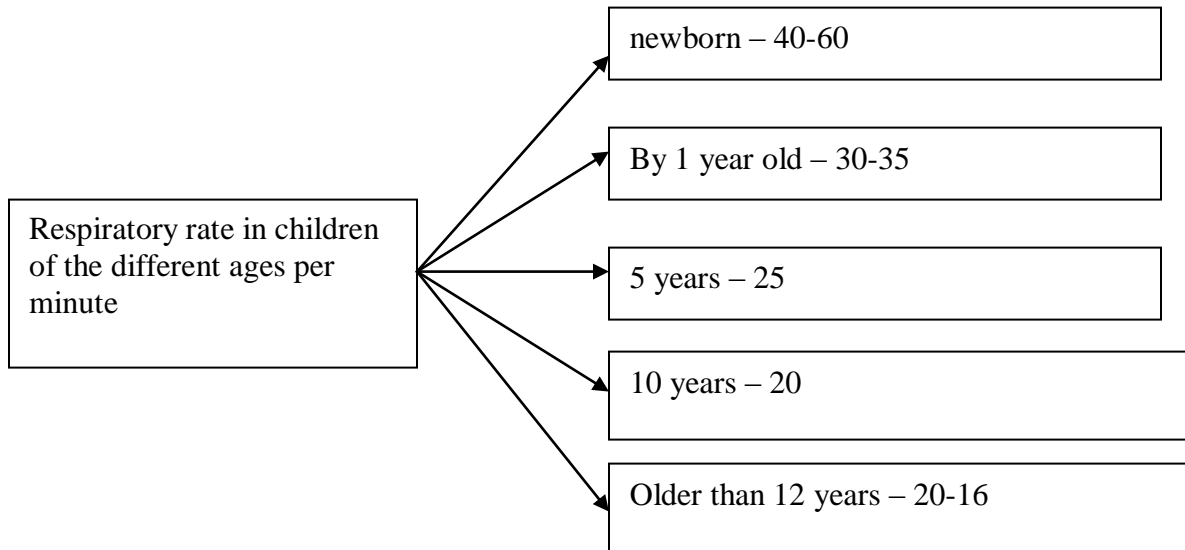 newborn – 40-60
By 1 year old – 30-35
Respiratory rate in children
of the different ages per
minute
5 years – 25
10 years – 20
Older than 12 years – 20-16